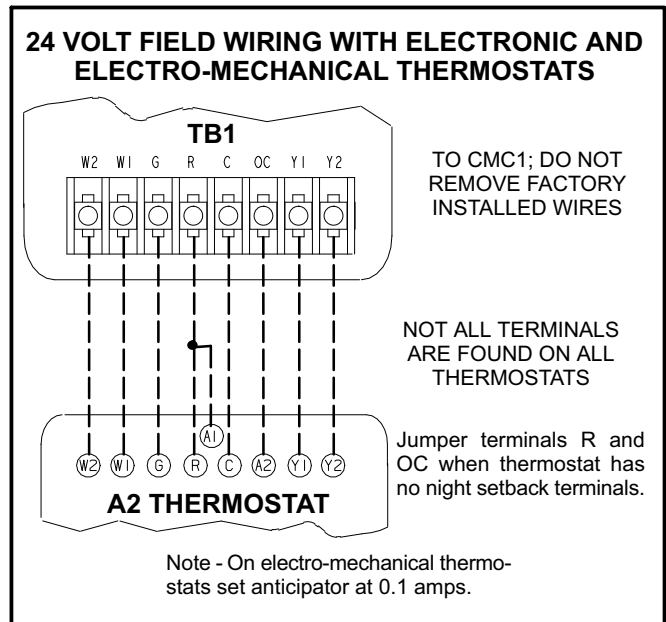 24 VOLT FIELD WIRING WITH ELECTRONIC AND
ELECTRO-MECHANICAL THERMOSTATS
TB1
W2 W1 G R C OC Y1 Y2
TO CMC1; DO NOT
REMOVE FACTORY
INSTALLED WIRES
NOT ALL TERMINALS
ARE FOUND ON ALL
THERMOSTATS
A1
W2 W1 G R C A2 Y1 Y2
A2 THERMOSTAT
Jumper terminals R and
OC when thermostat has
no night setback terminals.
Note - On electro-mechanical thermo-
stats set anticipator at 0.1 amps.